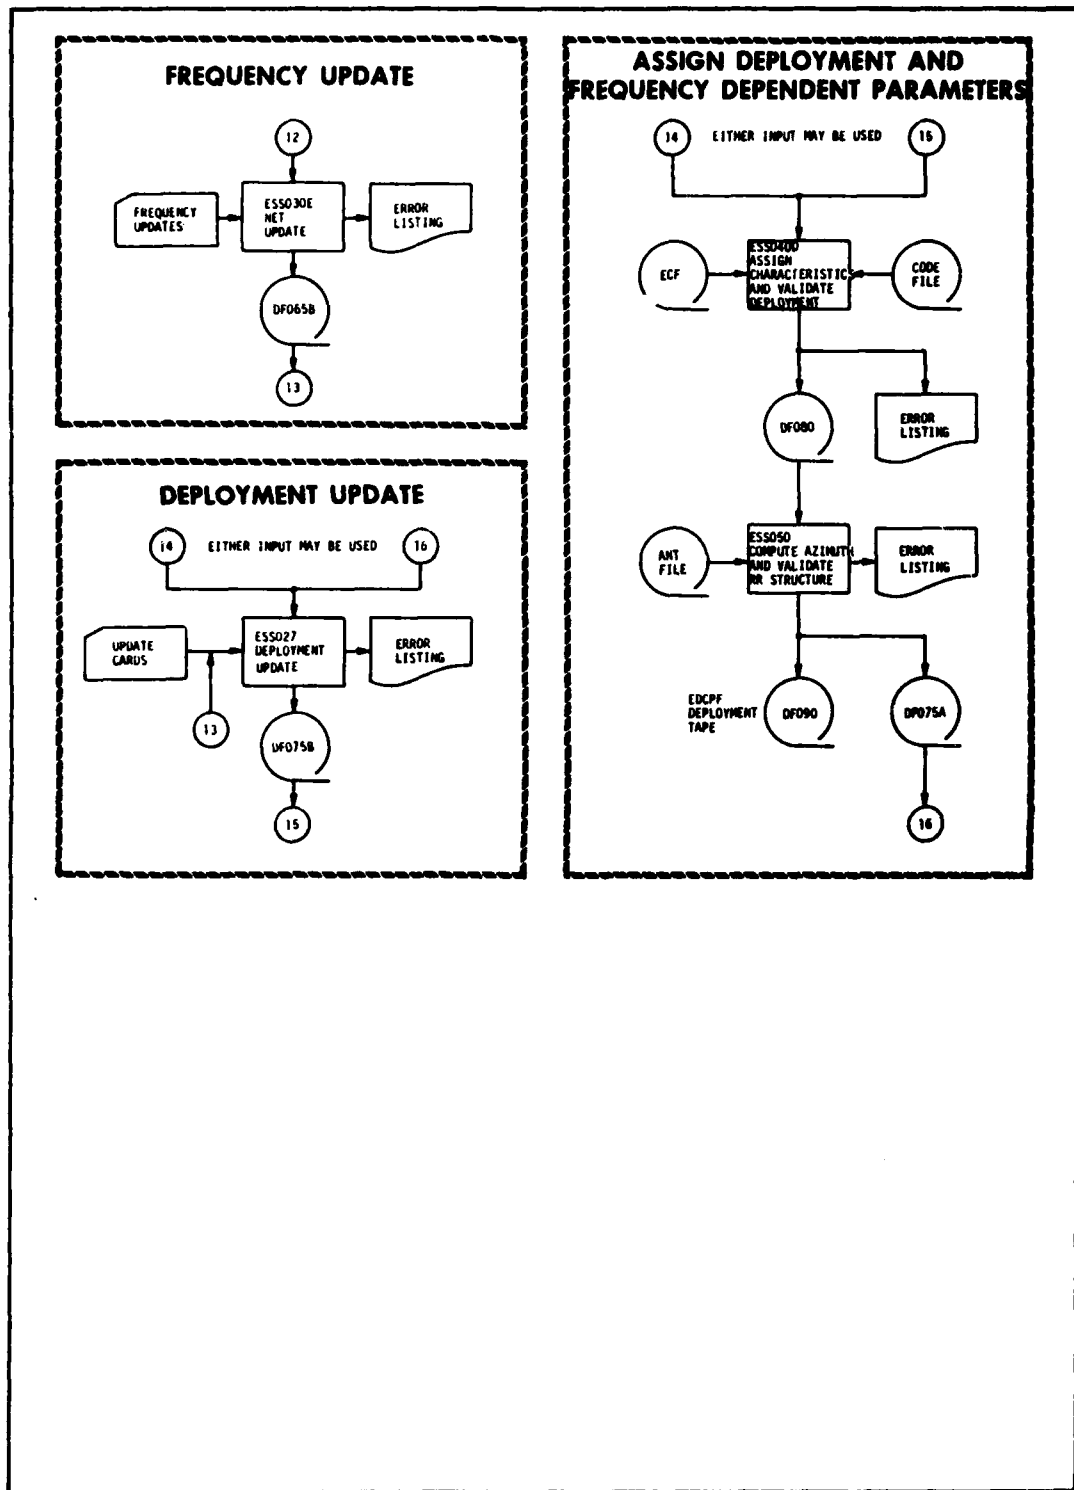 FREQUENCY UPDATE
12
FREQUENCY
UPDATES
ESS030E
NET
UPDATE
ERROR
LISTING
DF065B
13
DEPLOYMENT UPDATE
14
EITHER INPUT MAY BE USED
16
UPDATE
CARDS
ESS027
DEPLOYMENT
UPDATE
ERROR
LISTING
13
DF075B
15
ASSIGN DEPLOYMENT AND
FREQUENCY DEPENDENT PARAMETERS
14
EITHER INPUT MAY BE USED
15
ECF
ESS040D
ASSIGN
CHARACTERISTICS
AND VALIDATE
DEPLOYMENT
CODE
FILE
DF080
ERROR
LISTING
ANT
FILE
ESS050
COMPUTE AZIMUTH
AND VALIDATE
RR STRUCTURE
ERROR
LISTING
EDCPF
DEPLOYMENT
TAPE
DF090
DF075A
16